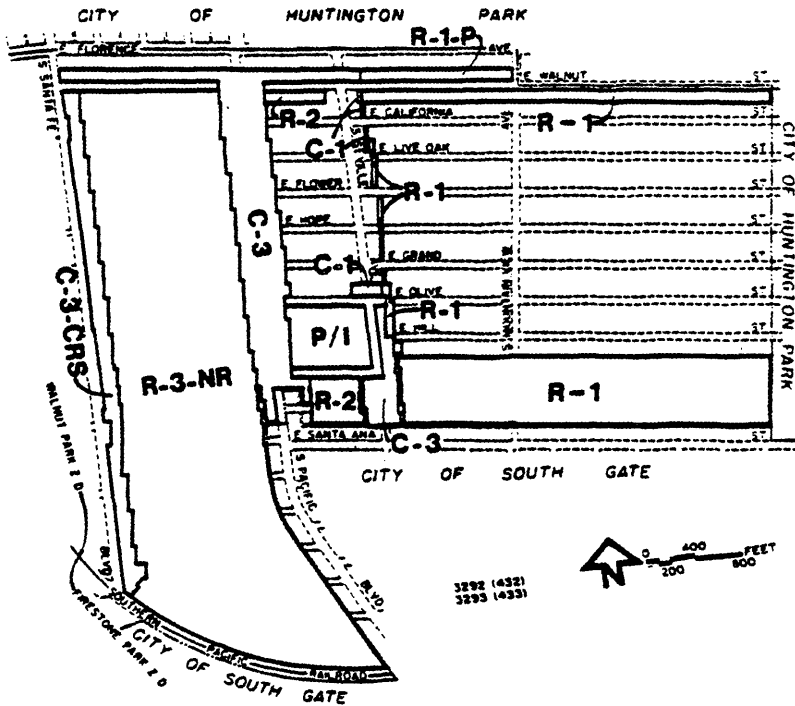 CITY OF HUNTINGTON PARK
R-1-P
E. FLORENCE AVE
E. WALNUT ST
S SANTA FE
R-2
E CALIFORNIA ST
R-1
C-1
E. LIVE OAK ST
E. FLOWER ST
R-1
E. HOPE ST
C-3
E. GRAND ST
C-1
E. OLIVE ST
R-1
ST
P/I
CITY OF HUNTINGTON PARK
C-3-CRS
R-3-NR
R-2
R-1
E SANTA ANA ST
C-3
CITY OF SOUTH GATE
WALNUT PARK Z D
S PACIFIC BLVD.
BLVD.
0 400 FEET
200 800
N
3292 (432)
3293 (433)
SOUTHERN PACIFIC RAILROAD
FIRESTONE PARK Z D
CITY OF SOUTH GATE